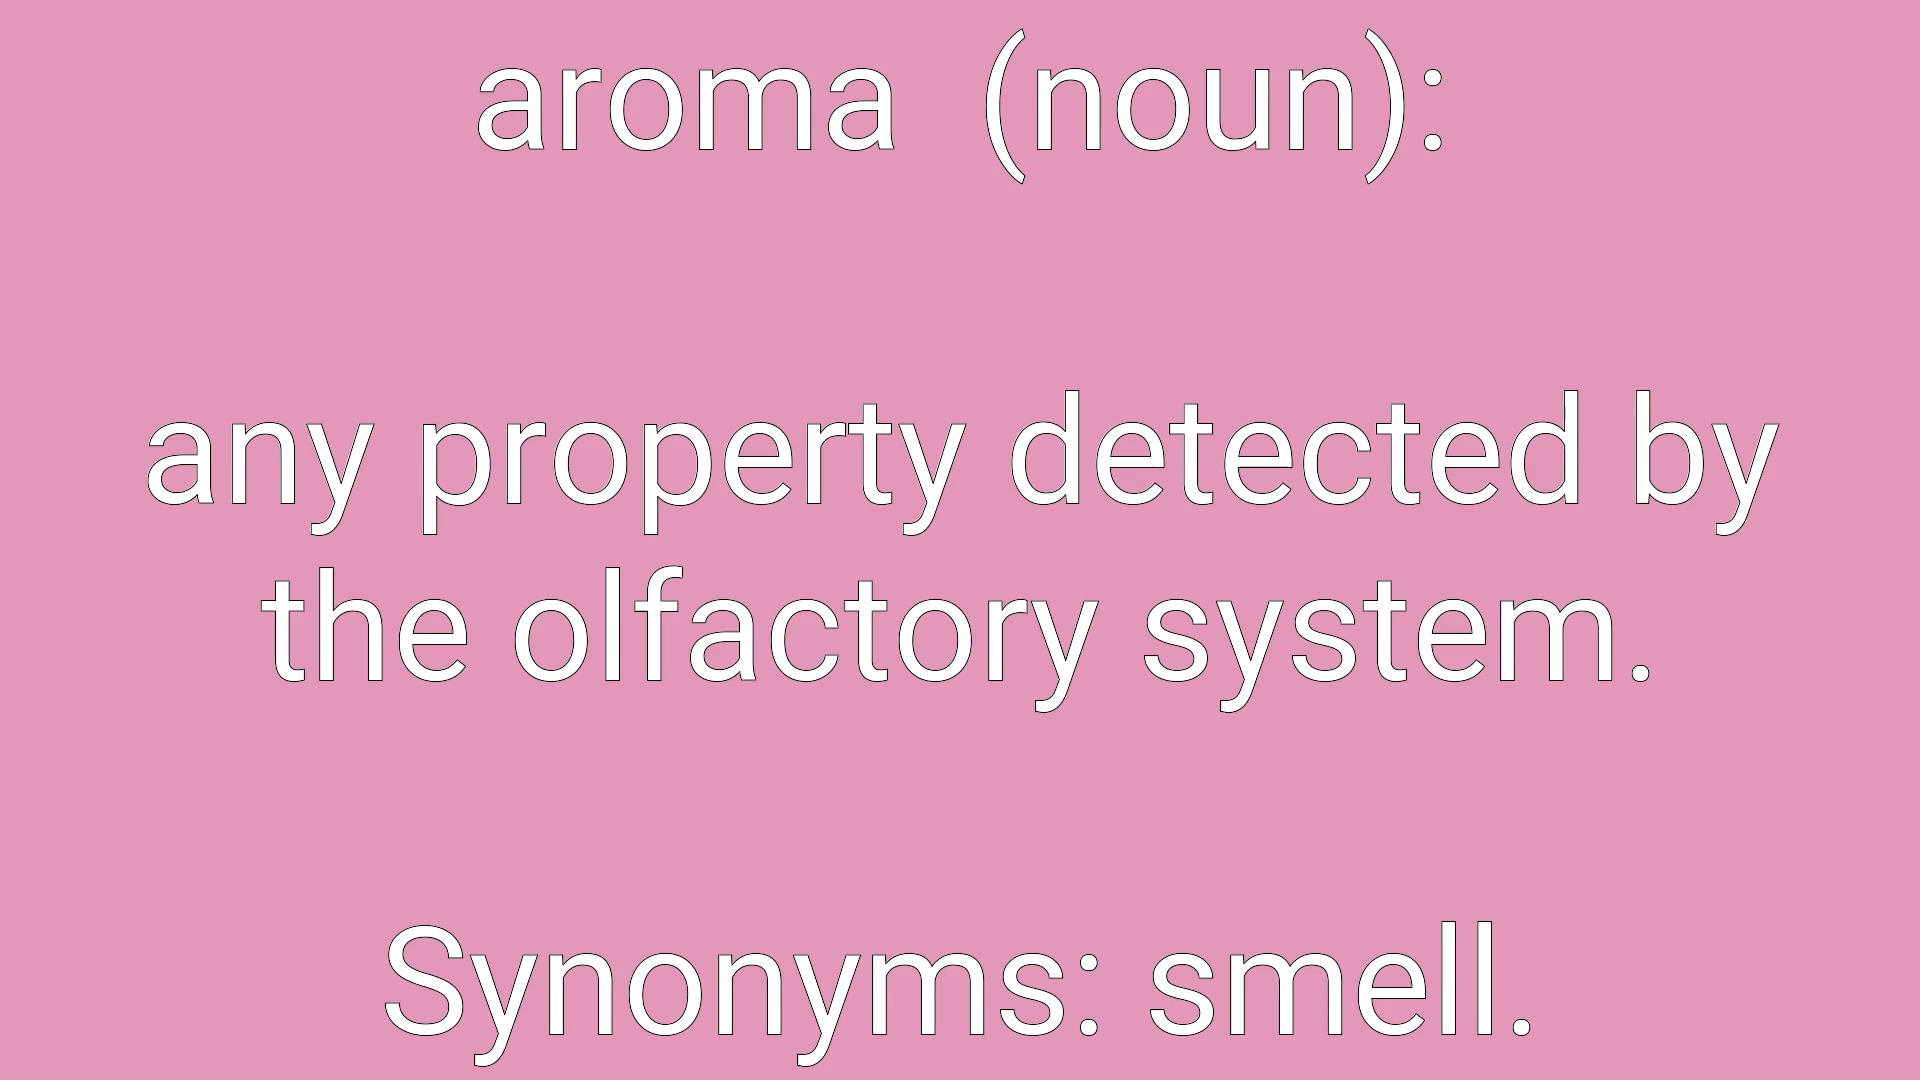 aroma  (noun):
any property detected by
the olfactory system.
Synonyms: smell.